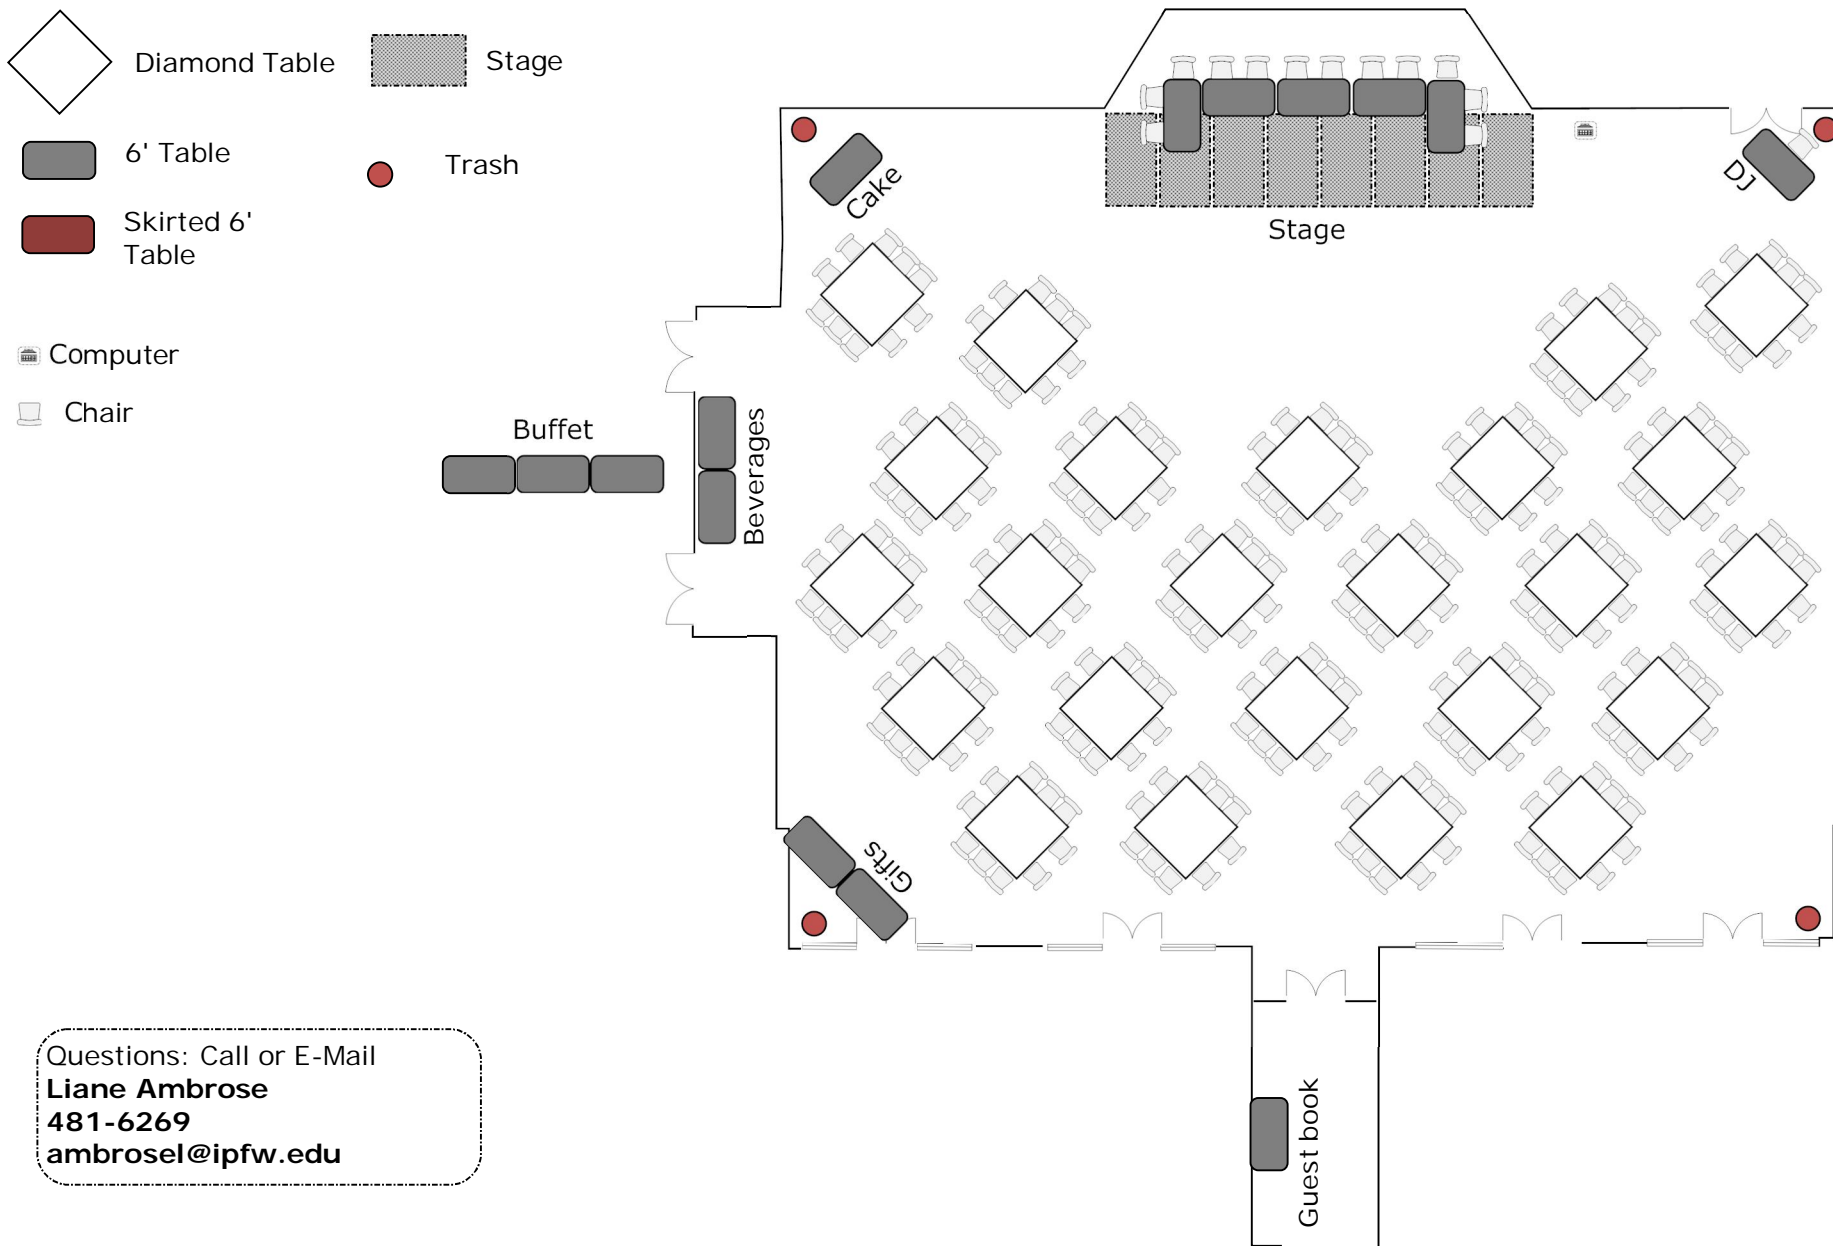 Diamond Table
Stage
6' Table
Trash
Skirted 6'
Table
Computer
Chair
Buffet
Beverages
Cake
Stage
DJ
Gifts
Guest book
Questions: Call or E-Mail
Liane Ambrose
481-6269
ambrosel@ipfw.edu